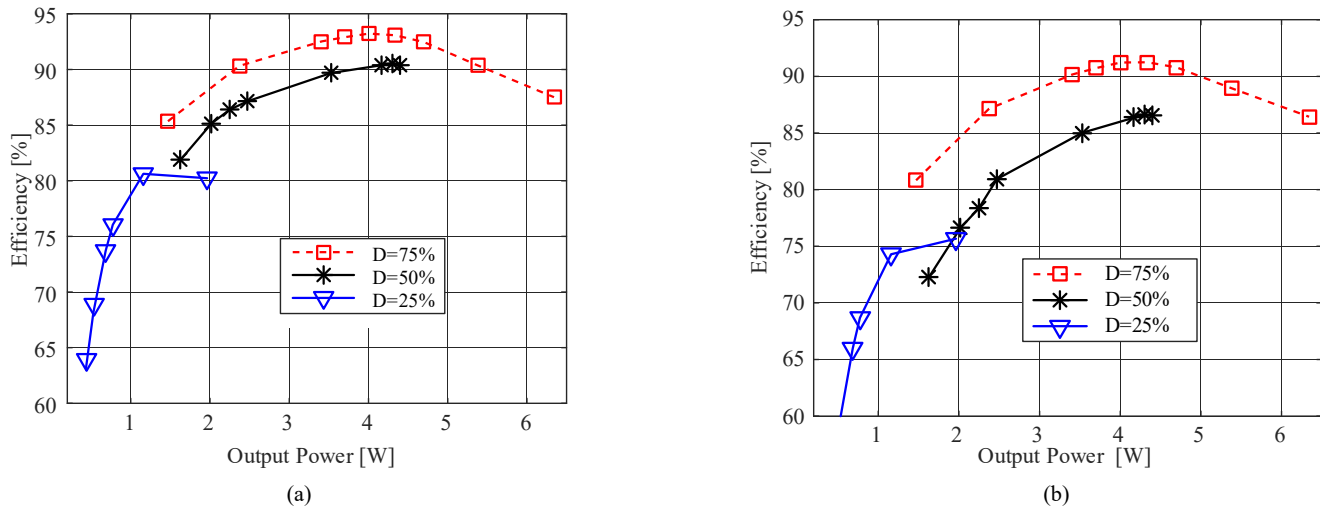 95
90
85
80
75
70
65
60
Efficiency [%]
D=75%
D=50%
D=25%
1 2 3 4 5 6
Output Power [W]
(a)
95
90
85
80
75
70
65
60
Efficiency [%]
D=75%
D=50%
D=25%
1 2 3 4 5 6
Output Power [W]
(b)